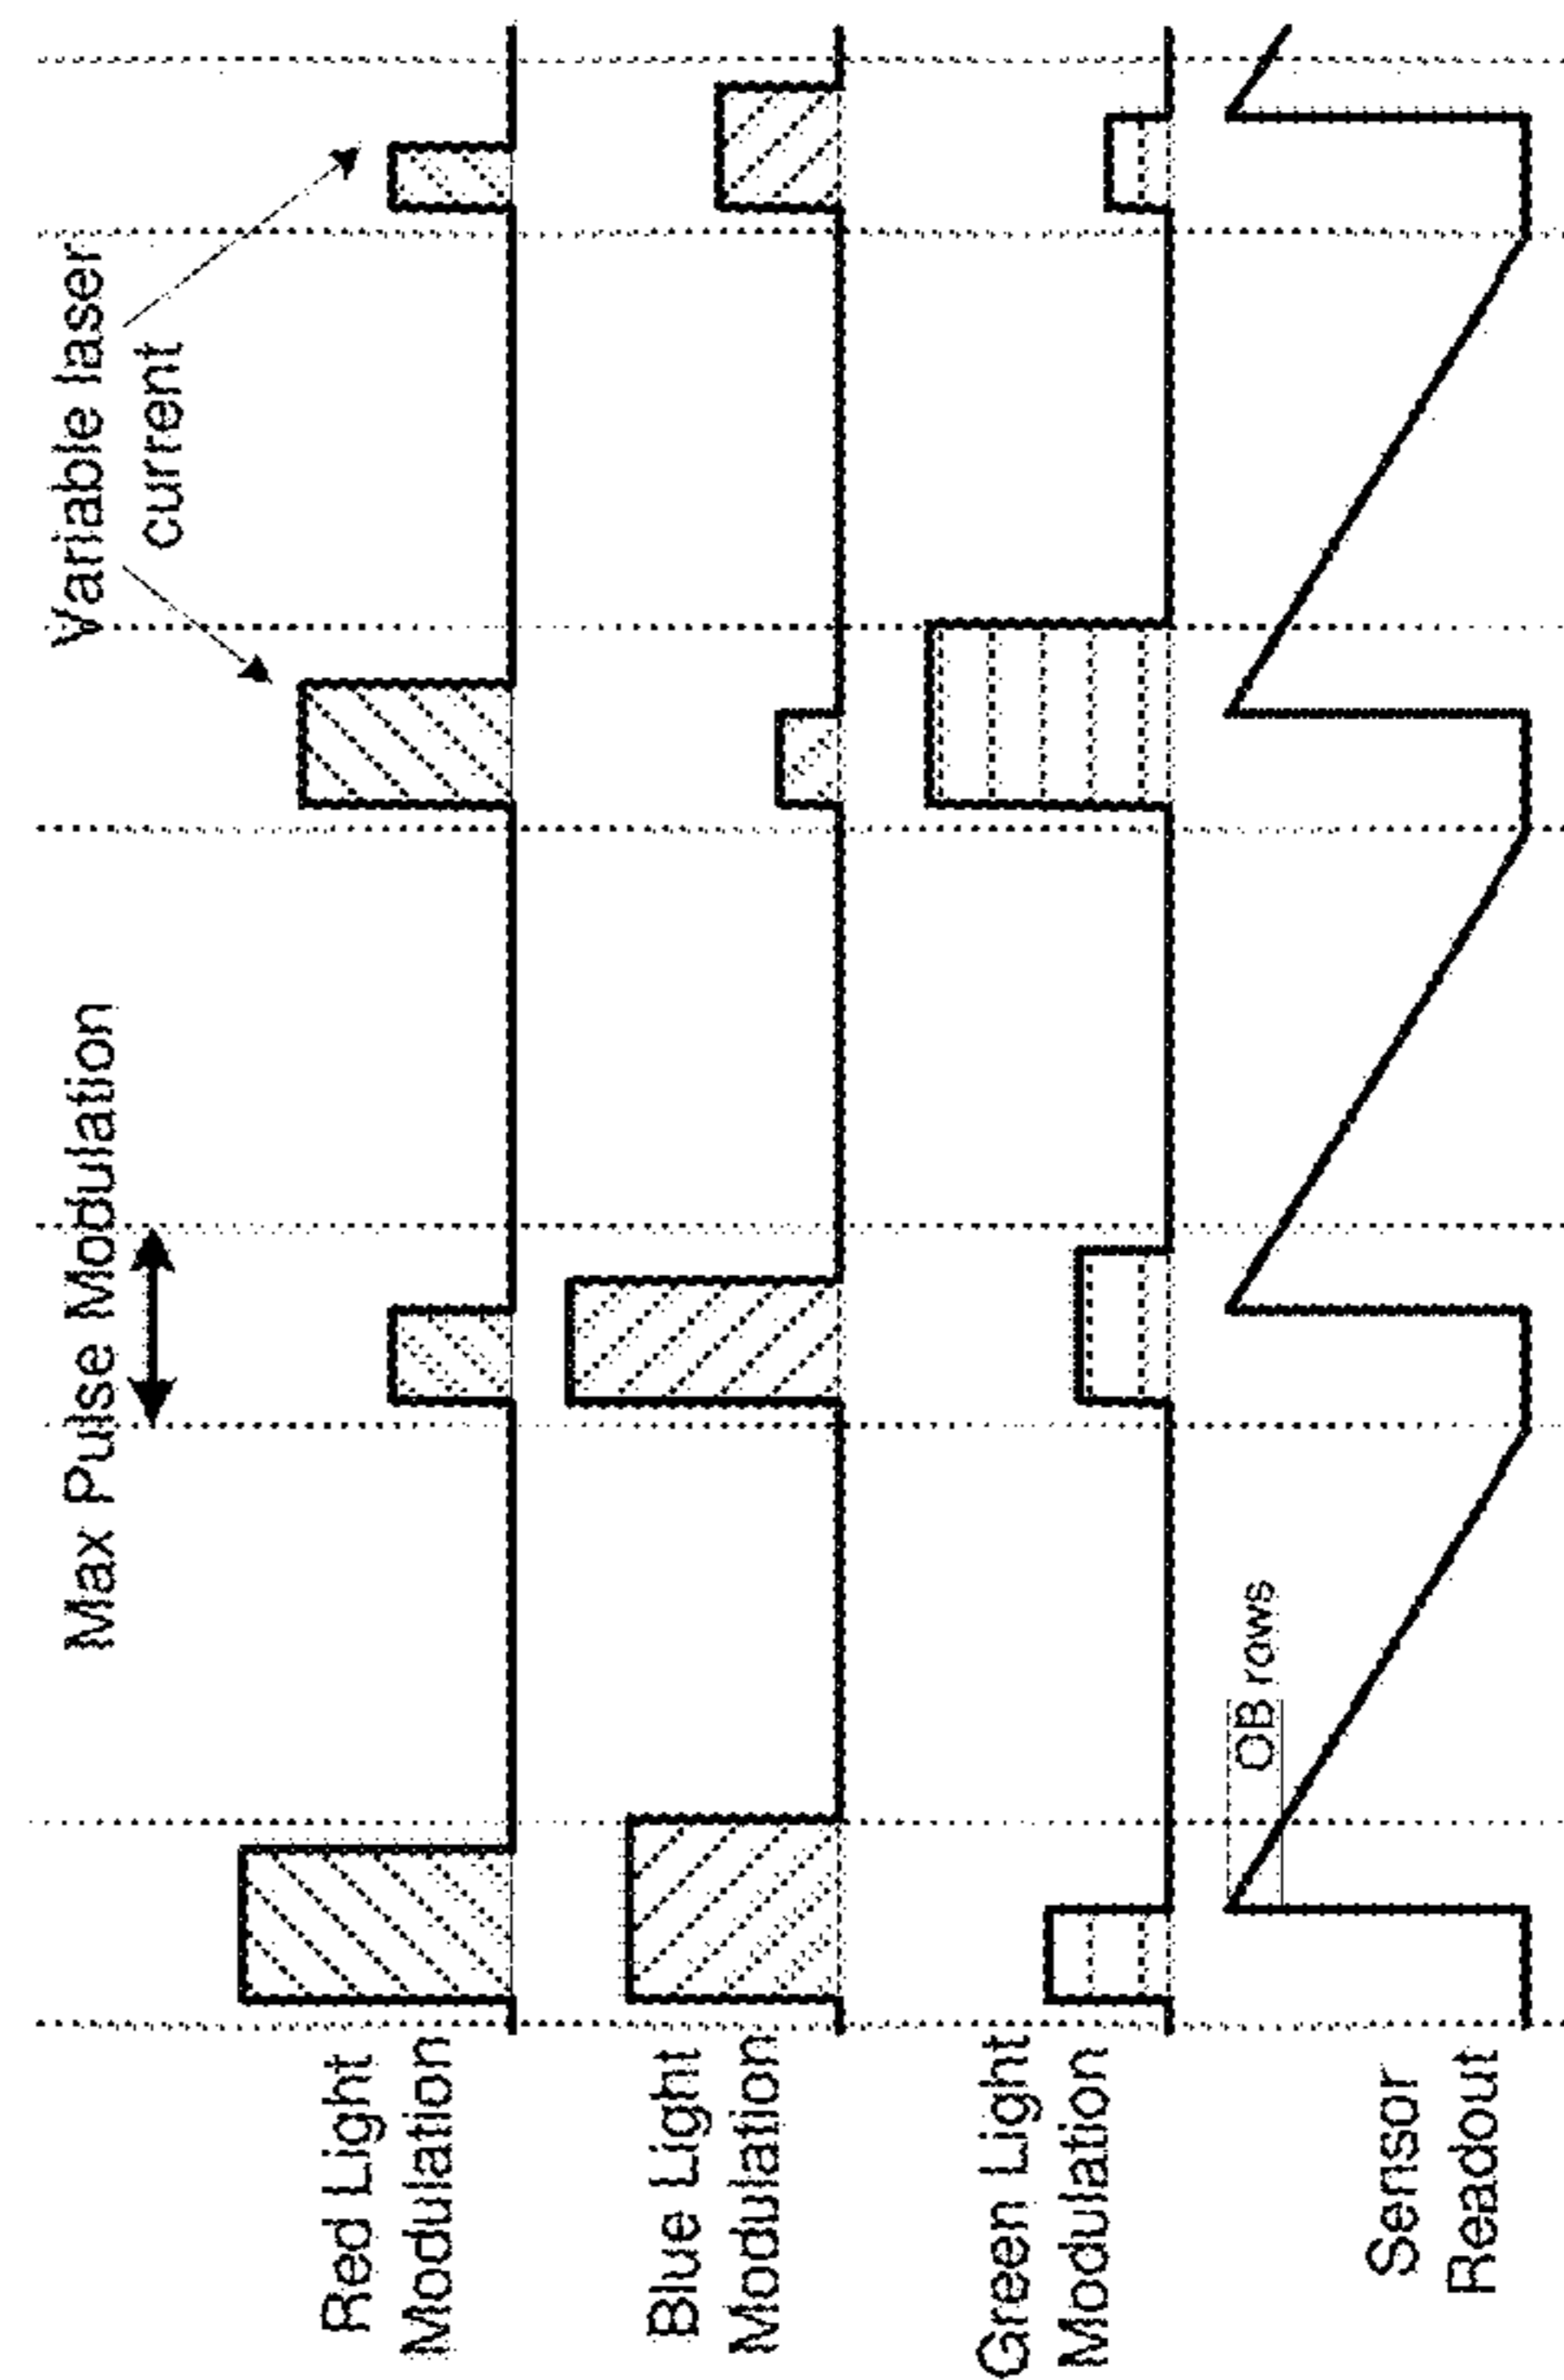 Max Pulse Modulation
Variable laser
current
Red Light
Modulation
Blue Light
Modulation
Green Light
Modulation
OB rows
Sensor
Readout